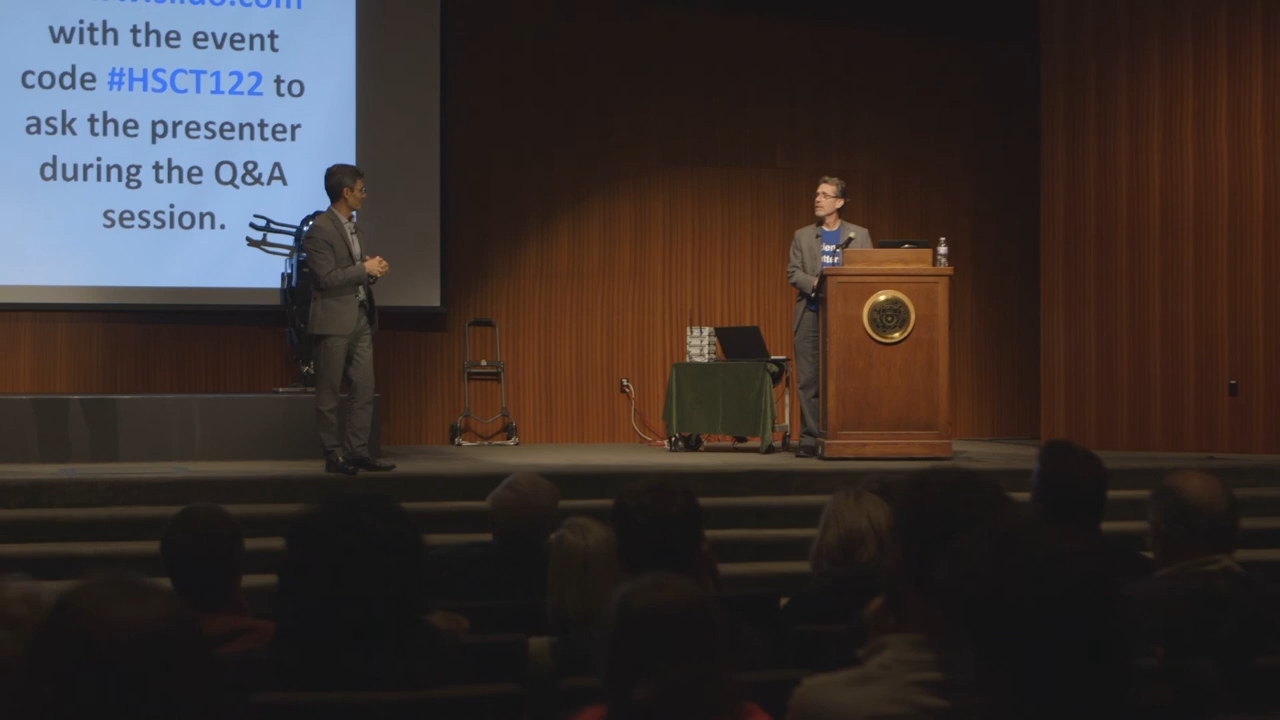 with the event
code #HSCT122 to
ask the presenter
during the Q&A
session.